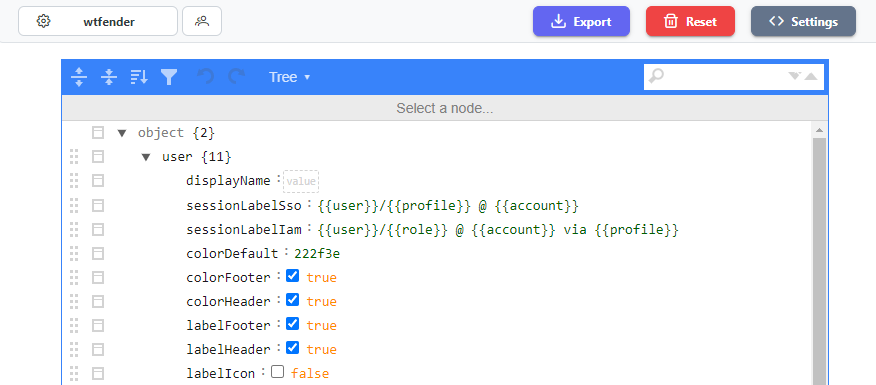 wtfender
Export
Reset
Settings
Tree
Select a node...
object {2}
user {11}
displayName : value
sessionLabelSso : {{user}}/{{profile}} @ {{account}}
sessionLabelIam : {{user}}/{{role}} @ {{account}} via {{profile}}
colorDefault : 222f3e
colorFooter : true
colorHeader : true
labelFooter : true
labelHeader : true
labelIcon : false